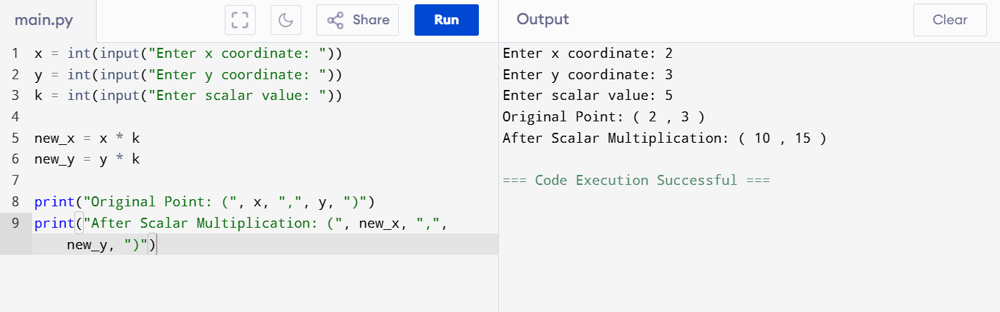 main.py
Share
Run
Output
Clear
1 x = int(input("Enter x coordinate: "))
2 y = int(input("Enter y coordinate: "))
3 k = int(input("Enter scalar value: "))
4
5 new_x = x * k
6 new_y = y * k
7
8 print("Original Point: (", x, ",", y, ")")
9 print("After Scalar Multiplication: (", new_x, ",",
new_y, ")")
Enter x coordinate: 2
Enter y coordinate: 3
Enter scalar value: 5
Original Point: ( 2 , 3 )
After Scalar Multiplication: ( 10 , 15 )
=== Code Execution Successful ===